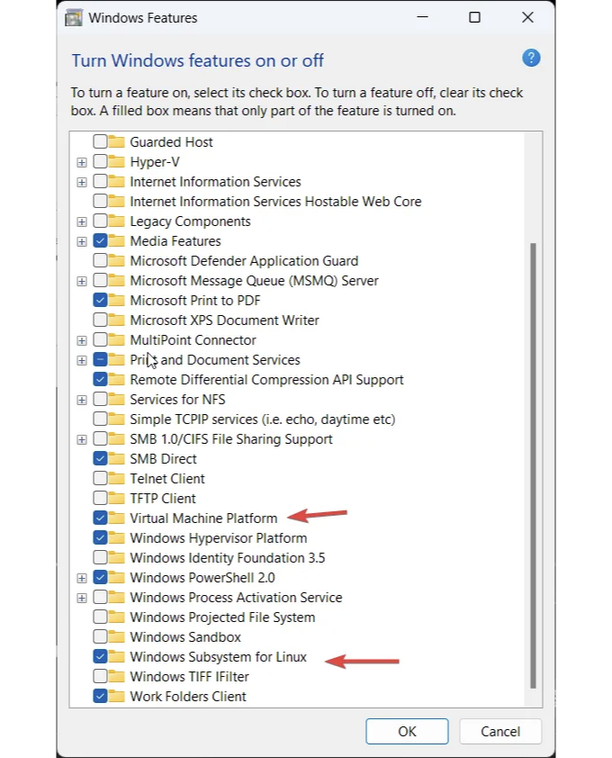 Windows Features
Turn Windows features on or off
?
To turn a feature on, select its check box. To turn a feature off, clear its check
box. A filled box means that only part of the feature is turned on.
Guarded Host
Hyper-V
Internet Information Services
Internet Information Services Hostable Web Core
Legacy Components
Media Features
Microsoft Defender Application Guard
Microsoft Message Queue (MSMQ) Server
Microsoft Print to PDF
Microsoft XPS Document Writer
MultiPoint Connector
Print and Document Services
Remote Differential Compression API Support
Services for NFS
Simple TCPIP services (i.e. echo, daytime etc)
SMB 1.0/CIFS File Sharing Support
SMB Direct
Telnet Client
TFTP Client
Virtual Machine Platform
Windows Hypervisor Platform
Windows Identity Foundation 3.5
Windows PowerShell 2.0
Windows Process Activation Service
Windows Projected File System
Windows Sandbox
Windows Subsystem for Linux
Windows TIFF IFilter
Work Folders Client
OK Cancel